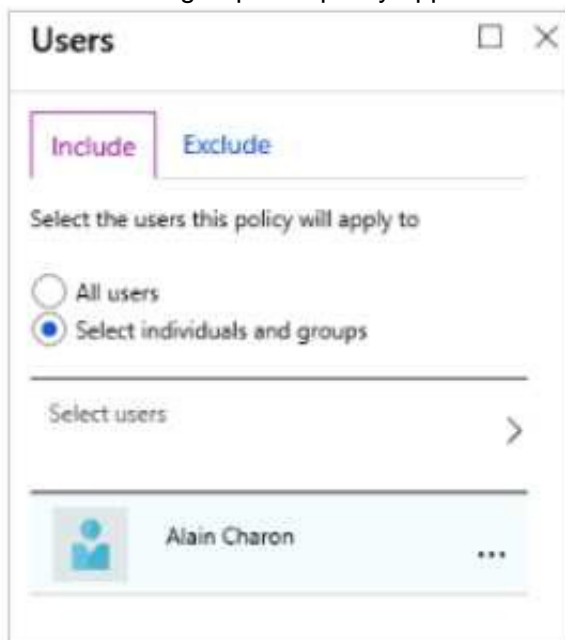 Users
Include Exclude
Select the users this policy will apply to
All users
Select individuals and groups
Select users
Alain Charon